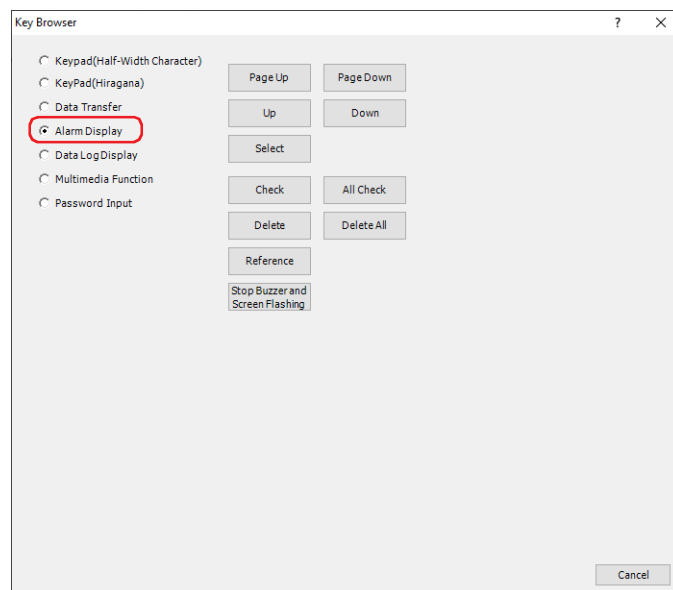 Key Browser
?
Keypad(Half-Width Character)
KeyPad(Hiragana)
Data Transfer
Alarm Display
Data Log Display
Multimedia Function
Password Input
Page Up
Page Down
Up
Down
Select
Check
All Check
Delete
Delete All
Reference
Stop Buzzer and
Screen Flashing
Cancel